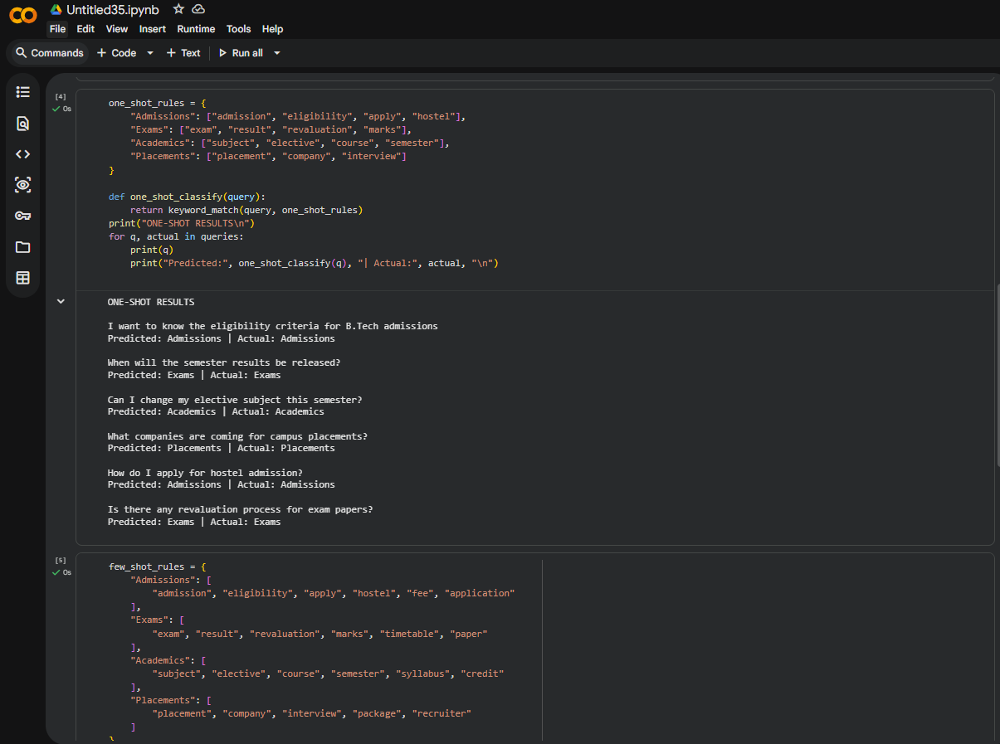 CO Untitled35.ipynb
File Edit View Insert Runtime Tools Help
Commands + Code + Text Run all
[4]
0s
one_shot_rules = {
    "Admissions": ["admission", "eligibility", "apply", "hostel"],
    "Exams": ["exam", "result", "revaluation", "marks"],
    "Academics": ["subject", "elective", "course", "semester"],
    "Placements": ["placement", "company", "interview"]
}
def one_shot_classify(query):
    return keyword_match(query, one_shot_rules)
print("ONE-SHOT RESULTS\n")
for q, actual in queries:
    print(q)
    print("Predicted:", one_shot_classify(q), "| Actual:", actual, "\n")
ONE-SHOT RESULTS
I want to know the eligibility criteria for B.Tech admissions
Predicted: Admissions | Actual: Admissions
When will the semester results be released?
Predicted: Exams | Actual: Exams
Can I change my elective subject this semester?
Predicted: Academics | Actual: Academics
What companies are coming for campus placements?
Predicted: Placements | Actual: Placements
How do I apply for hostel admission?
Predicted: Admissions | Actual: Admissions
Is there any revaluation process for exam papers?
Predicted: Exams | Actual: Exams
[5]
0s
few_shot_rules = {
    "Admissions": [
        "admission", "eligibility", "apply", "hostel", "fee", "application"
    ],
    "Exams": [
        "exam", "result", "revaluation", "marks", "timetable", "paper"
    ],
    "Academics": [
        "subject", "elective", "course", "semester", "syllabus", "credit"
    ],
    "Placements": [
        "placement", "company", "interview", "package", "recruiter"
    ]
}